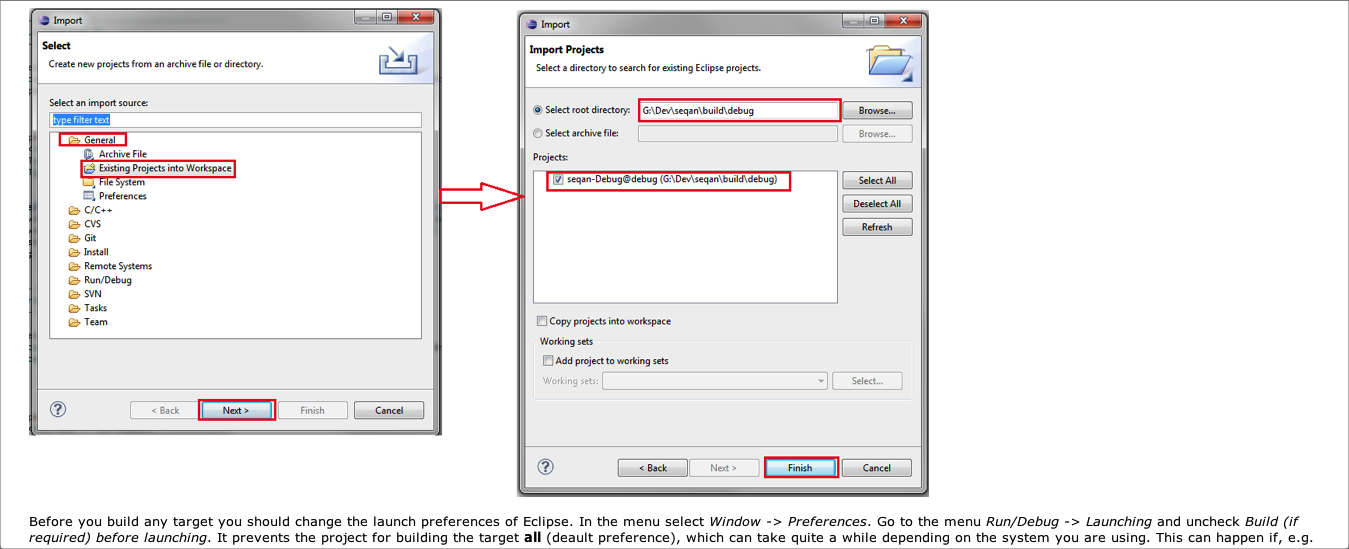 Import
Select
Create new projects from an archive file or directory.
Select an import source:
type filter text
General
Archive File
Existing Projects into Workspace
File System
Preferences
C/C++
CVS
Git
Install
Remote Systems
Run/Debug
SVN
Tasks
Team
?
< Back Next > Finish Cancel
Import
Import Projects
Select a directory to search for existing Eclipse projects.
Select root directory: G:\Dev\seqan\build\debug Browse...
Select archive file: Browse...
Projects:
seqan-Debug@debug (G:\Dev\seqan\build\debug) Select All
Deselect All
Refresh
Copy projects into workspace
Working sets
Add project to working sets
Working sets: Select...
?
< Back Next > Finish Cancel
Before you build any target you should change the launch preferences of Eclipse. In the menu select Window -> Preferences. Go to the menu Run/Debug -> Launching and uncheck Build (if
required) before launching. It prevents the project for building the target all (deault preference), which can take quite a while depending on the system you are using. This can happen if, e.g.